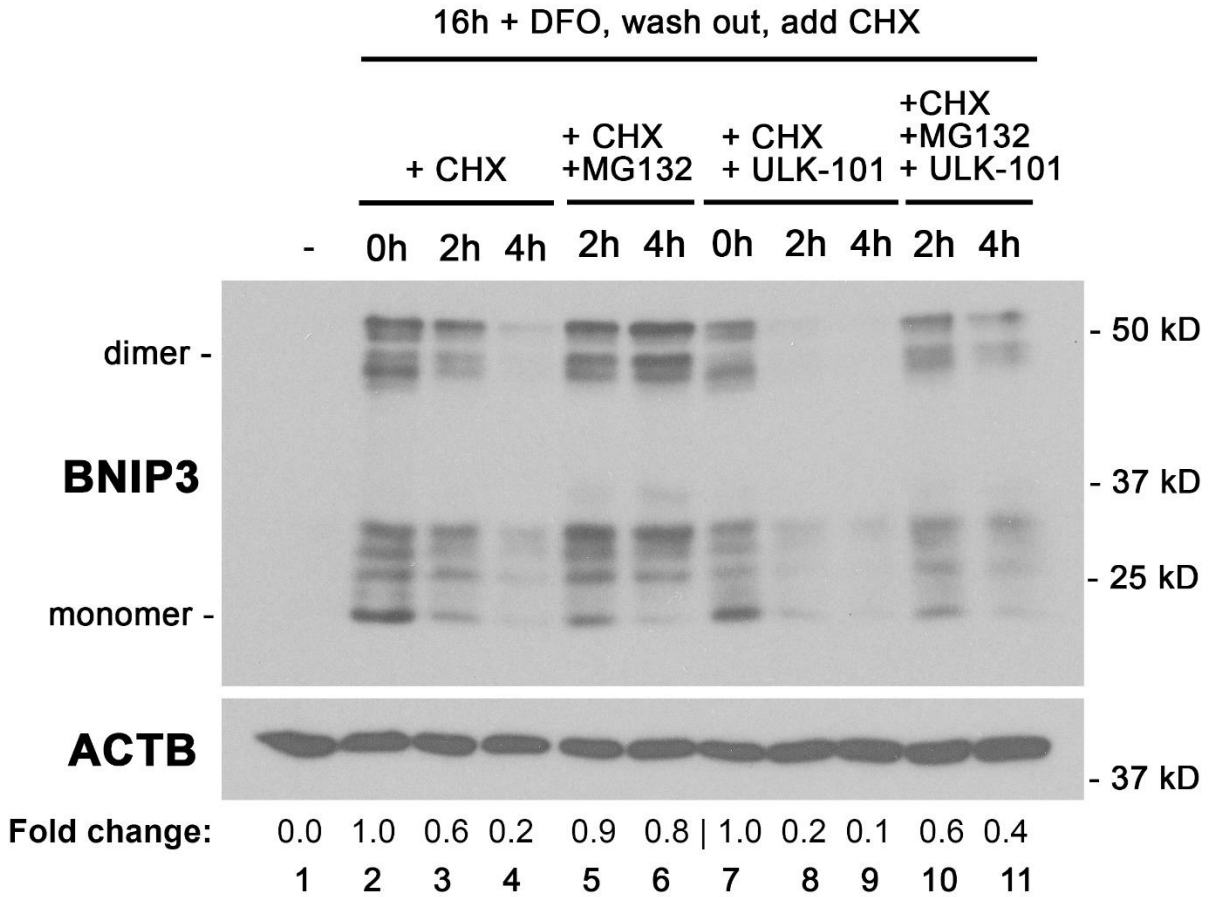 16h + DFO, wash out, add CHX
+ CHX
+ CHX
+MG132
+ CHX
+ ULK-101
+CHX
+MG132
+ ULK-101
- 0h 2h 4h 2h 4h 0h 2h 4h 2h 4h
dimer -
- 50 kD
BNIP3
- 37 kD
- 25 kD
monomer -
ACTB
- 37 kD
Fold change: 0.0 1.0 0.6 0.2 0.9 0.8 | 1.0 0.2 0.1 0.6 0.4
1 2 3 4 5 6 7 8 9 10 11